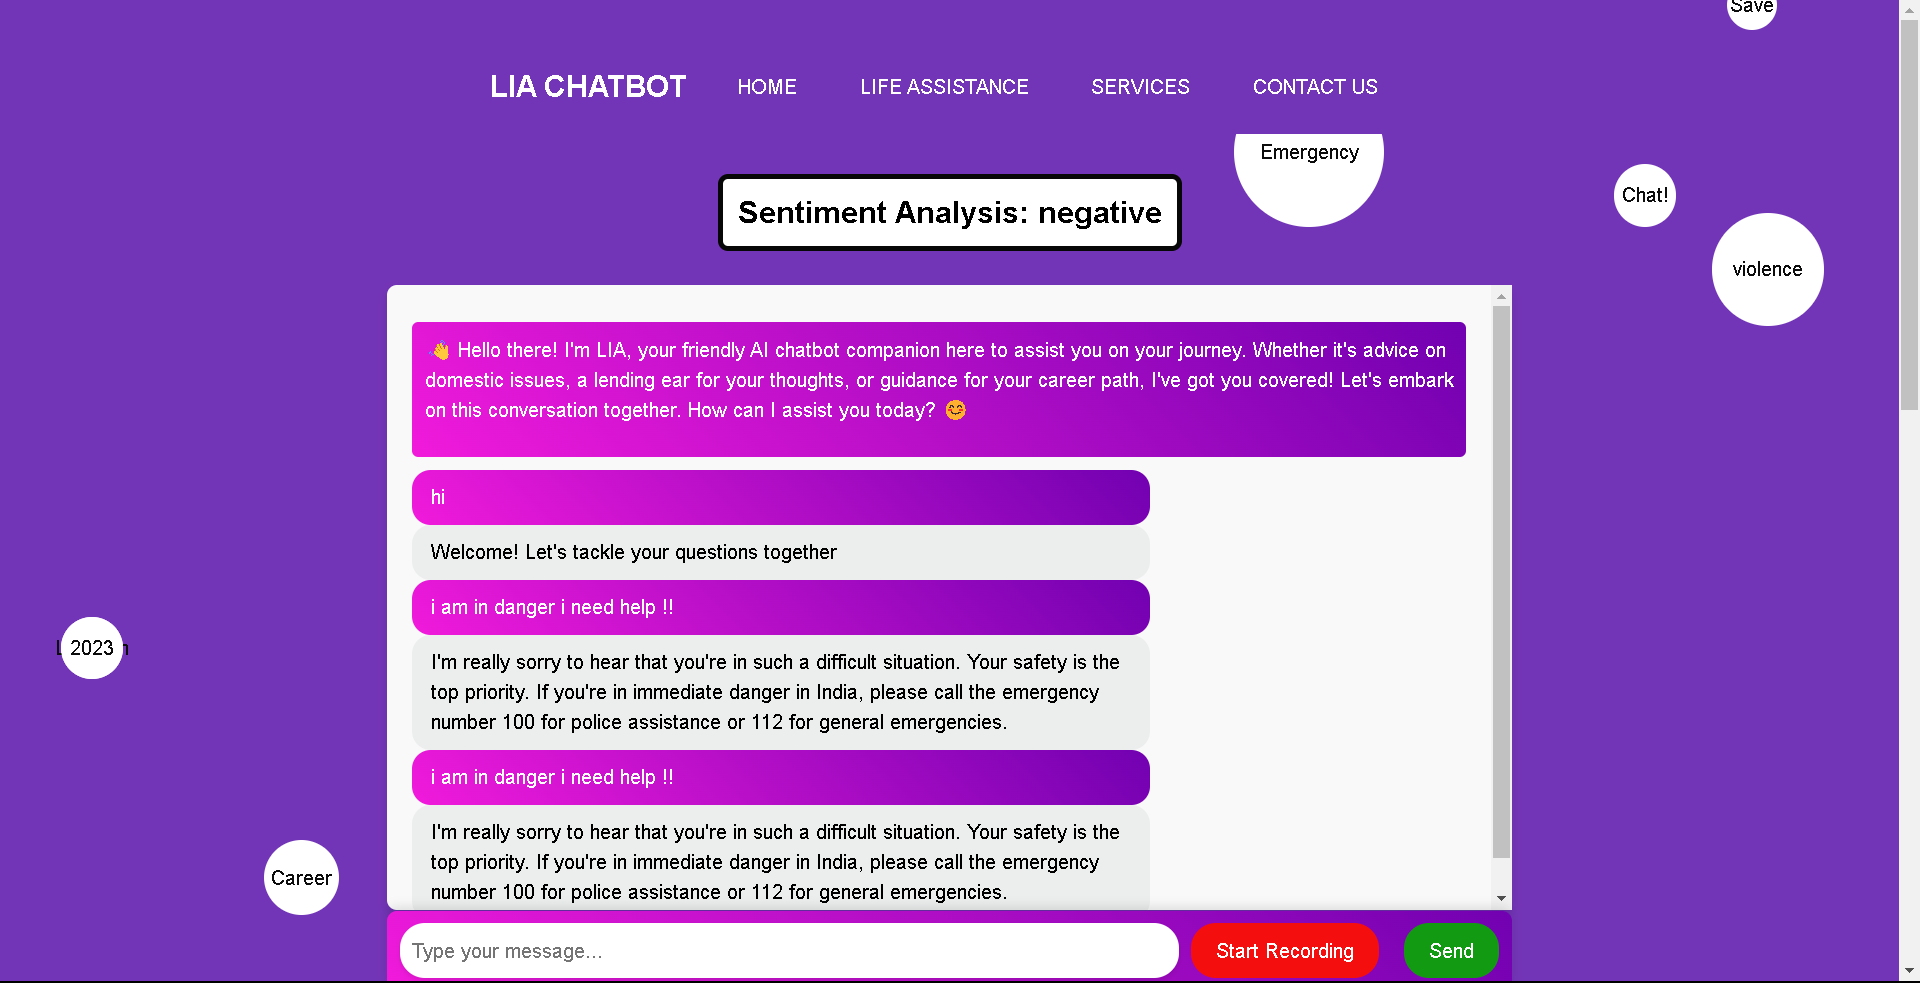 Save
LIA CHATBOT HOME LIFE ASSISTANCE SERVICES CONTACT US
Emergency
Chat!
Sentiment Analysis: negative
violence
👋 Hello there! I'm LIA, your friendly AI chatbot companion here to assist you on your journey. Whether it's advice on
domestic issues, a lending ear for your thoughts, or guidance for your career path, I've got you covered! Let's embark
on this conversation together. How can I assist you today? 😊
hi
Welcome! Let's tackle your questions together
i am in danger i need help !!
2023
I'm really sorry to hear that you're in such a difficult situation. Your safety is the
top priority. If you're in immediate danger in India, please call the emergency
number 100 for police assistance or 112 for general emergencies.
i am in danger i need help !!
I'm really sorry to hear that you're in such a difficult situation. Your safety is the
top priority. If you're in immediate danger in India, please call the emergency
number 100 for police assistance or 112 for general emergencies.
Career
Type your message... Start Recording Send